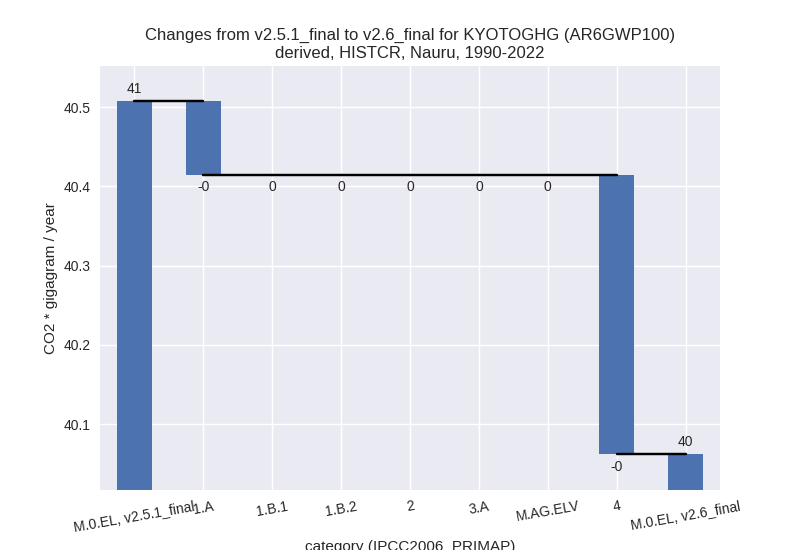 Changes from v2.5.1_final to v2.6_final for KYOTOGHG (AR6GWP100)
derived, HISTCR, Nauru, 1990-2022
CO2 * gigagram / year
40.5
40.4
40.3
40.2
40.1
41
-0
0
0
0
0
0
-0
40
M.0.EL, v2.5.1_final
1.A
1.B.1
1.B.2
2
3.A
M.AG.ELV
4
M.0.EL, v2.6_final
category (IPCC2006_PRIMAP)